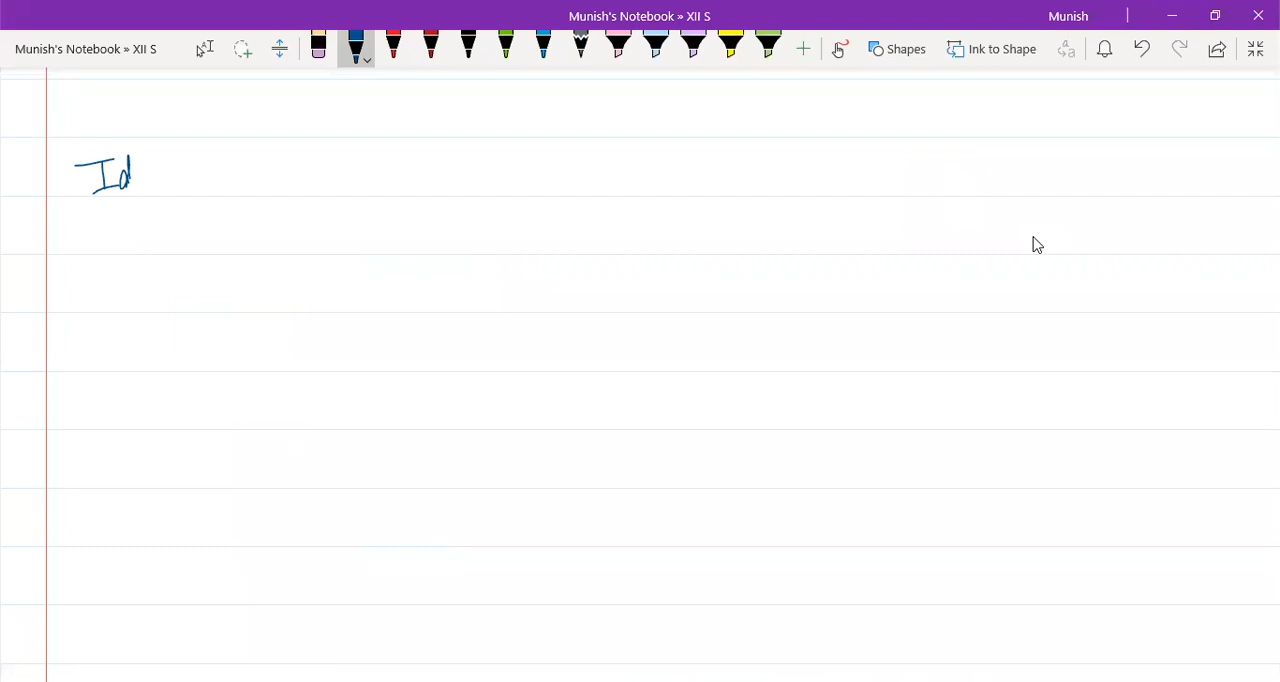 Munish's Notebook » XII S
Munish
Munish's Notebook » XII S
Shapes
Ink to Shape
Id